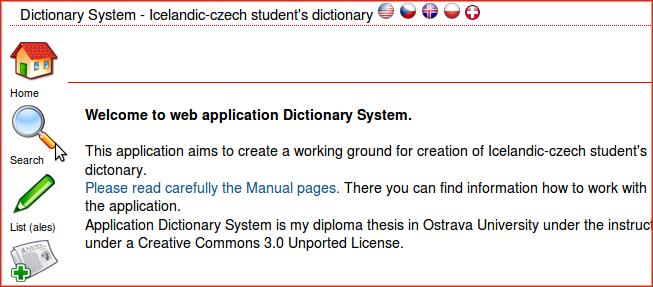 Dictionary System - Icelandic-czech student's dictionary
Home
Welcome to web application Dictionary System.
Search
This application aims to create a working ground for creation of Icelandic-czech student's
dictonary.
Please read carefully the Manual pages. There you can find information how to work with
the application.
List (ales)
Application Dictionary System is my diploma thesis in Ostrava University under the instruc
under a Creative Commons 3.0 Unported License.